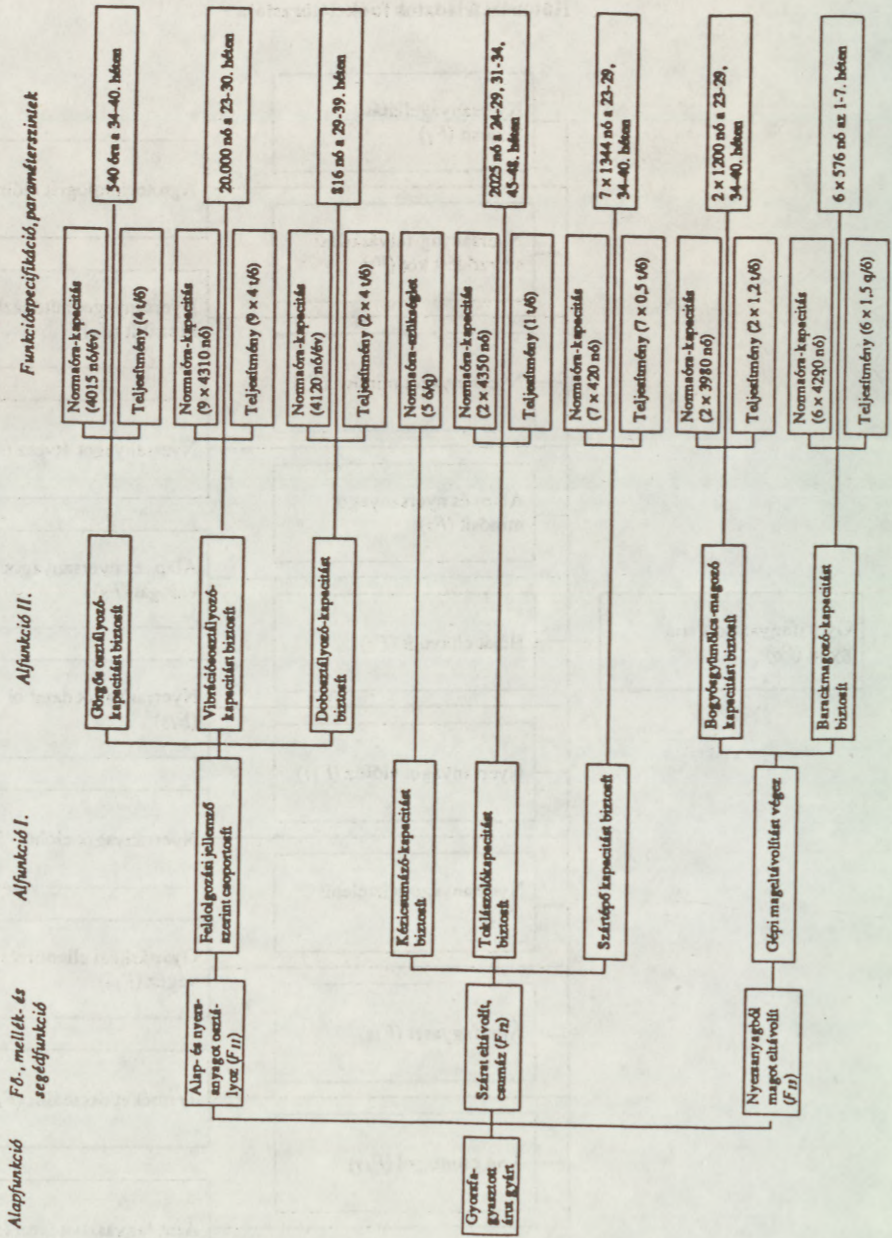 Alapfunkció
Fő-, mellék- és
segédfunkció
Alfunkció I.
Alfunkció II.
Funkcióspecifikáció, paraméterszintek
Gyorsfa-
gyasztott
árut gyárt
Alap- és nyers-
anyagot osztá-
lyoz (F11)
Feldolgozási jellemző
szerint csoportosít
Görgős osztályozó-
kapacitást biztosít
Normaóra-kapacitás
(4015 nó/év)
Teljesítmény (4 t/ó)
540 óra a 34-40. héten
Vibrációsosztályozó-
kapacitást biztosít
Normaóra-kapacitás
(9 x 4310 nó)
Teljesítmény (9 x 4 t/ó)
20.000 nó a 23-30. héten
Dobosztályozó-kapacitást
biztosít
Normaóra-kapacitás
(4120 nó/év)
Teljesítmény (2 x 4 t/ó)
816 nó a 29-39. héten
Szárat eltávolít,
csumáz (F12)
Kézicsumázó-kapacitást
biztosít
Normaóra-szükséglet
(5 ó/q)
Toklászolókapacitást
biztosít
Normaóra-kapacitás
(2 x 4350 nó)
Teljesítmény (1 t/ó)
2025 nó a 24-29, 31-34,
45-48. héten
Szártépő kapacitást biztosít
Normaóra-kapacitás
(7 x 420 nó)
Teljesítmény (7 x 0,5 t/ó)
7 x 1344 nó a 23-29,
34-40. héten
Nyersanyagból
magot eltávolít
(F13)
Gépi mageltávolítást végez
Bogyósgyümölcs-magozó
kapacitást biztosít
Normaóra-kapacitás
(2 x 3980 nó)
Teljesítmény (2 x 1,2 t/ó)
2 x 1200 nó a 23-29,
34-40. héten
Barackmagozó-kapacitást
biztosít
Normaóra-kapacitás
(6 x 4290 nó)
Teljesítmény (6 x 1,5 q/ó)
6 x 576 nó az 1-7. héten